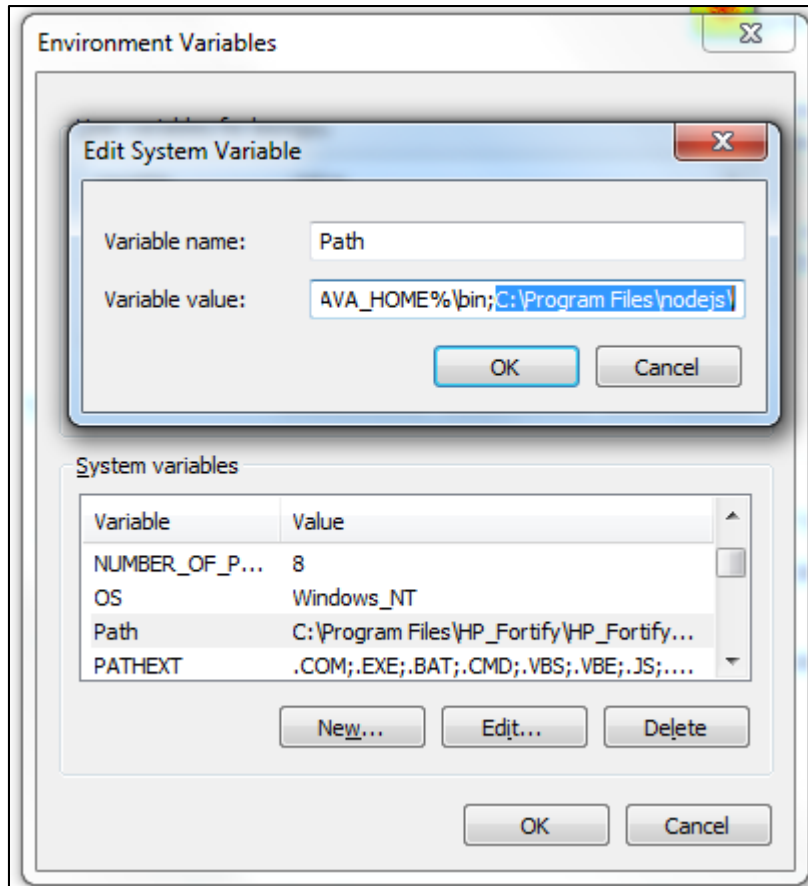 Environment Variables
Edit System Variable
Variable name: Path
Variable value: AVA_HOME%\bin;C:\Program Files\nodejs\
OK Cancel
System variables
Variable Value
NUMBER_OF_P... 8
OS Windows_NT
Path C:\Program Files\HP_Fortify\HP_Fortify...
PATHEXT .COM;.EXE;.BAT;.CMD;.VBS;.VBE;.JS;....
New... Edit... Delete
OK Cancel